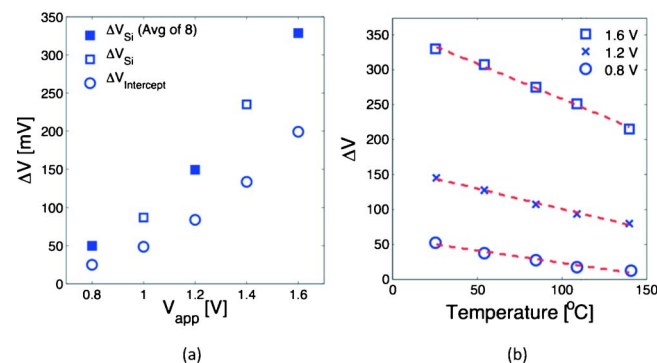 ΔV_Si (Avg of 8)
ΔV_Si
ΔV_Intercept
350
300
250
200
150
100
50
0
ΔV [mV]
0.8 1 1.2 1.4 1.6
V_app [V]
(a)
1.6 V
1.2 V
0.8 V
350
300
250
200
150
100
50
0
ΔV
0 50 100 150
Temperature [°C]
(b)